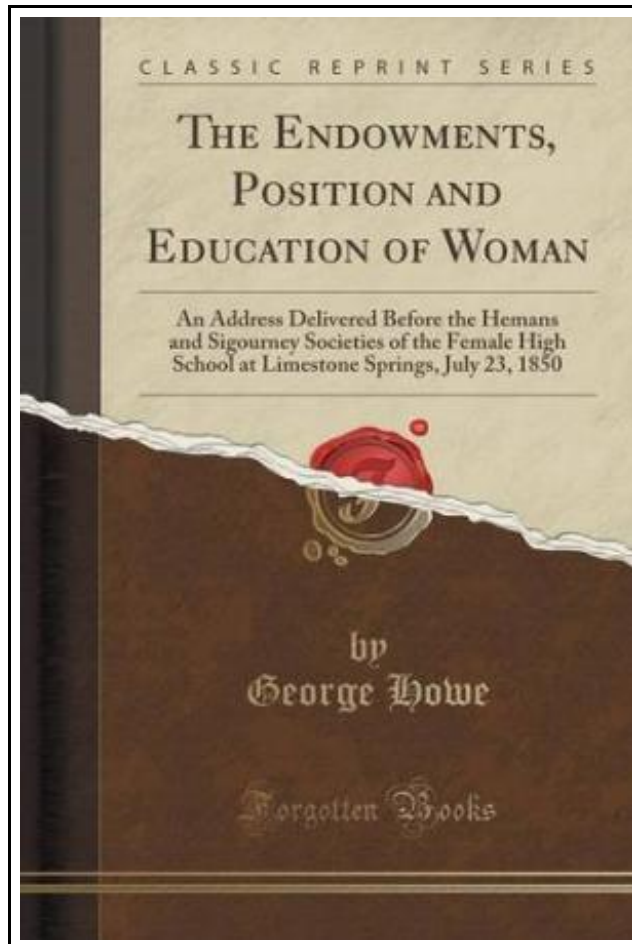 CLASSIC REPRINT SERIES
THE ENDOWMENTS,
POSITION AND
EDUCATION OF WOMAN
An Address Delivered Before the Hemans
and Sigourney Societies of the Female High
School at Limestone Springs, July 23, 1850
by
George Howe
Forgotten Books